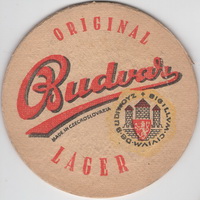 ORIGINAL
Budvar
MADE IN CZECHOSLOVAKIA
LAGER